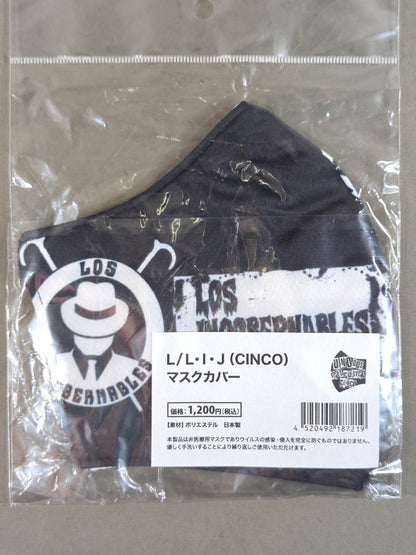 LOS
INGOBERNABLES
LOS
INGOBERNABLES
L/L・I・J (CINCO)
マスクカバー
価格:1,200円(税込)
【素材】ポリエステル 日本製
4 520492 187219
本製品は非医療用マスクでありウイルスの感染・侵入を完全に防ぐものではありません。
優しく手洗いすることにより繰り返しご使用いただだけます。